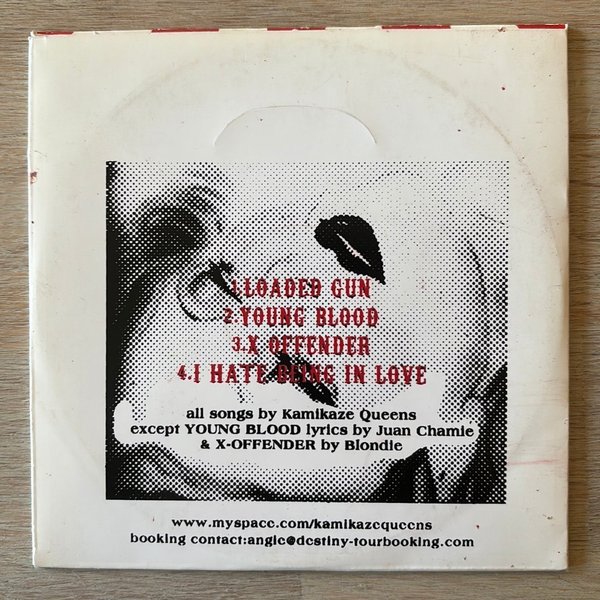 1.LOADED GUN
2.YOUNG BLOOD
3.X OFFENDER
4.I HATE BEING IN LOVE
all songs by Kamikaze Queens
except YOUNG BLOOD lyrics by Juan Chamie
& X-OFFENDER by Blondie
www.myspace.com/kamikazequeens
booking contact:angie@destiny-tourbooking.com